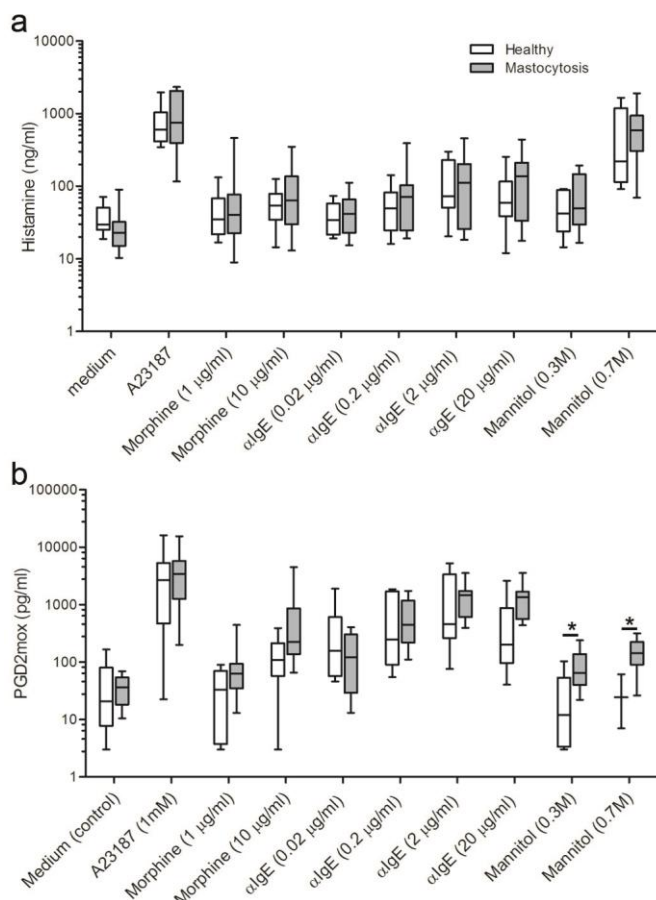 a
10000
1000
100
10
1
Histamine (ng/ml)
Healthy
Mastocytosis
medium
A23187
Morphine (1 μg/ml)
Morphine (10 μg/ml)
αIgE (0.02 μg/ml)
αIgE (0.2 μg/ml)
αIgE (2 μg/ml)
αgE (20 μg/ml)
Mannitol (0.3M)
Mannitol (0.7M)
b
100000
10000
1000
100
10
1
PGD2mox (pg/ml)
*
*
Medium (control)
A23187 (1mM)
Morphine (1 μg/ml)
Morphine (10 μg/ml)
αIgE (0.02 μg/ml)
αIgE (0.2 μg/ml)
αIgE (2 μg/ml)
αIgE (20 μg/ml)
Mannitol (0.3M)
Mannitol (0.7M)